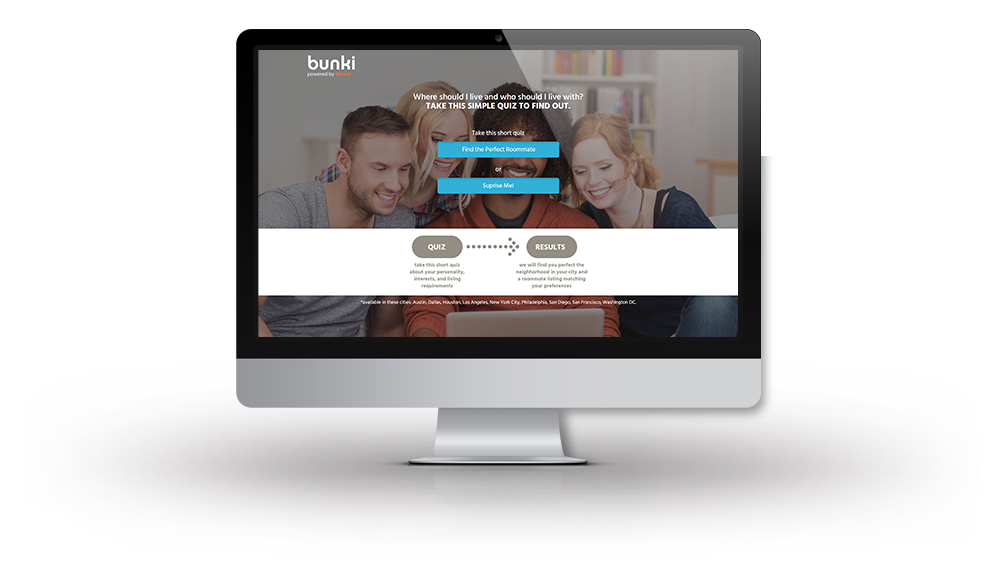 bunki
powered by
Where should I live and who should I live with?
TAKE THIS SIMPLE QUIZ TO FIND OUT.
Take this short quiz
Find the Perfect Roommate
or
Suprise Me!
QUIZ
RESULTS
take this short quiz
about your personality,
interests, and living
requirements
we will find you perfect the
neighborhood in your city and
a roommate listing matching
your preferences
*available in these cities: Austin, Dallas, Houston, Los Angeles, New York City, Philadelphia, San Diego, San Francisco, Washington DC.